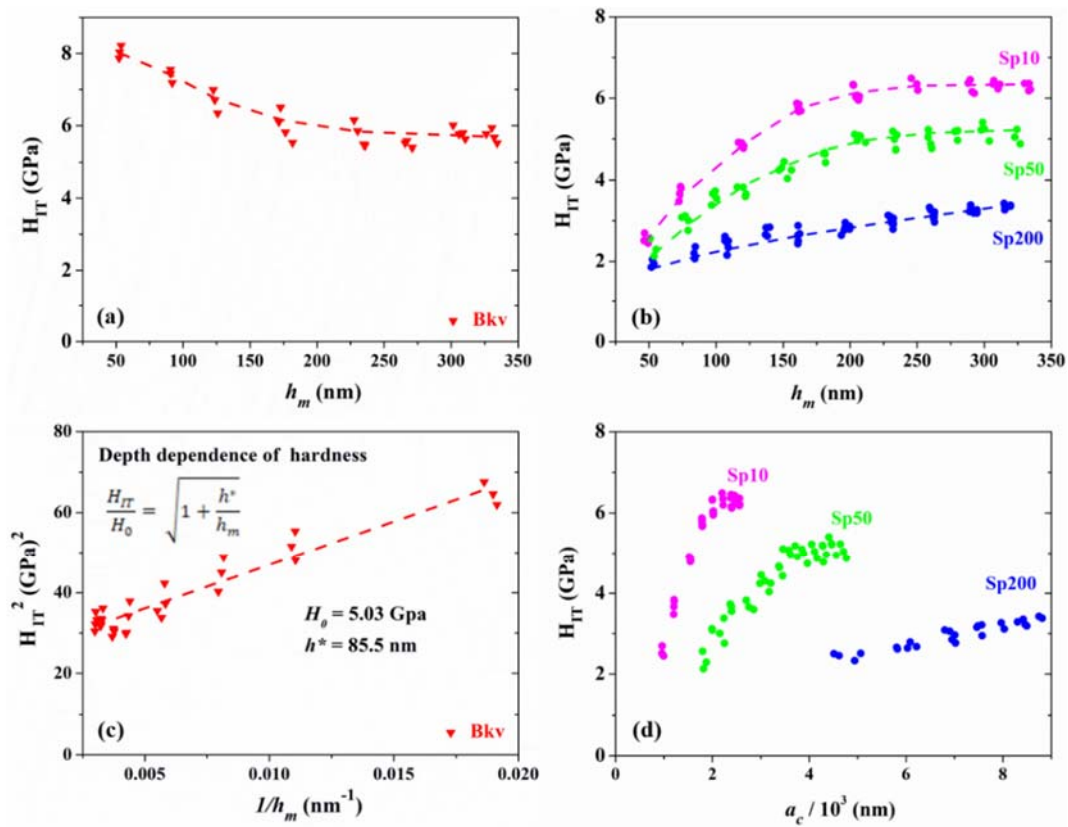 8
6
4
2
0
H_IT (GPa)
(a)
Bkv
50 100 150 200 250 300 350
h_m (nm)
8
6
4
2
0
H_IT (GPa)
Sp10
Sp50
Sp200
(b)
50 100 150 200 250 300 350
h_m (nm)
80
60
40
20
0
H_IT^2 (GPa)^2
Depth dependence of hardness
H_IT/H_0 = √(1 + h*/h_m)
H_0 = 5.03 Gpa
h* = 85.5 nm
(c)
Bkv
0.005 0.010 0.015 0.020
1/h_m (nm^-1)
8
6
4
2
0
H_IT (GPa)
Sp10
Sp50
Sp200
(d)
0 2 4 6 8
a_c / 10^3 (nm)